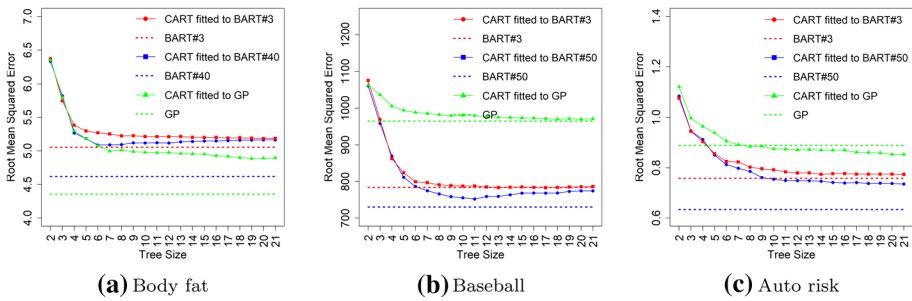 7.0
6.5
6.0
5.5
5.0
4.5
4.0
Root Mean Squared Error
CART fitted to BART#3
BART#3
CART fitted to BART#40
BART#40
CART fitted to GP
GP
2 3 4 5 6 7 8 9 10 11 12 13 14 15 16 17 18 19 20 21
Tree Size
(a) Body fat
1200
1100
1000
900
800
700
Root Mean Squared Error
CART fitted to BART#3
BART#3
CART fitted to BART#50
BART#50
CART fitted to GP
GP
2 3 4 5 6 7 8 9 10 11 12 13 14 15 16 17 18 19 20 21
Tree Size
(b) Baseball
1.4
1.2
1.0
0.8
0.6
Root Mean Squared Error
CART fitted to BART#3
BART#3
CART fitted to BART#50
BART#50
CART fitted to GP
GP
2 3 4 5 6 7 8 9 10 11 12 13 14 15 16 17 18 19 20 21
Tree Size
(c) Auto risk